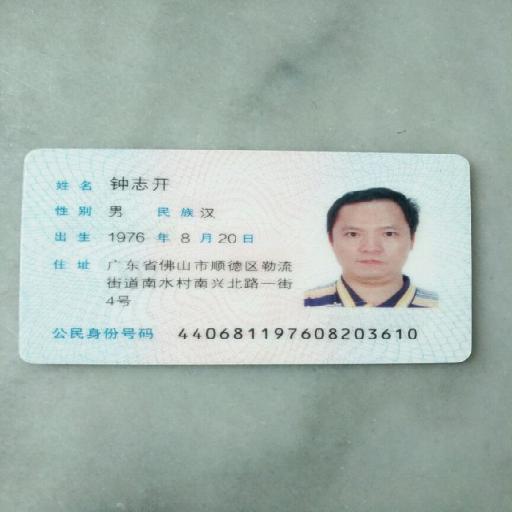 姓名 钟志开
性别 男 民族 汉
出生 1976 年 8 月 20 日
住址 广东省佛山市顺德区勒流
街道南水村南兴北路一街
4号
公民身份号码 440681197608203610